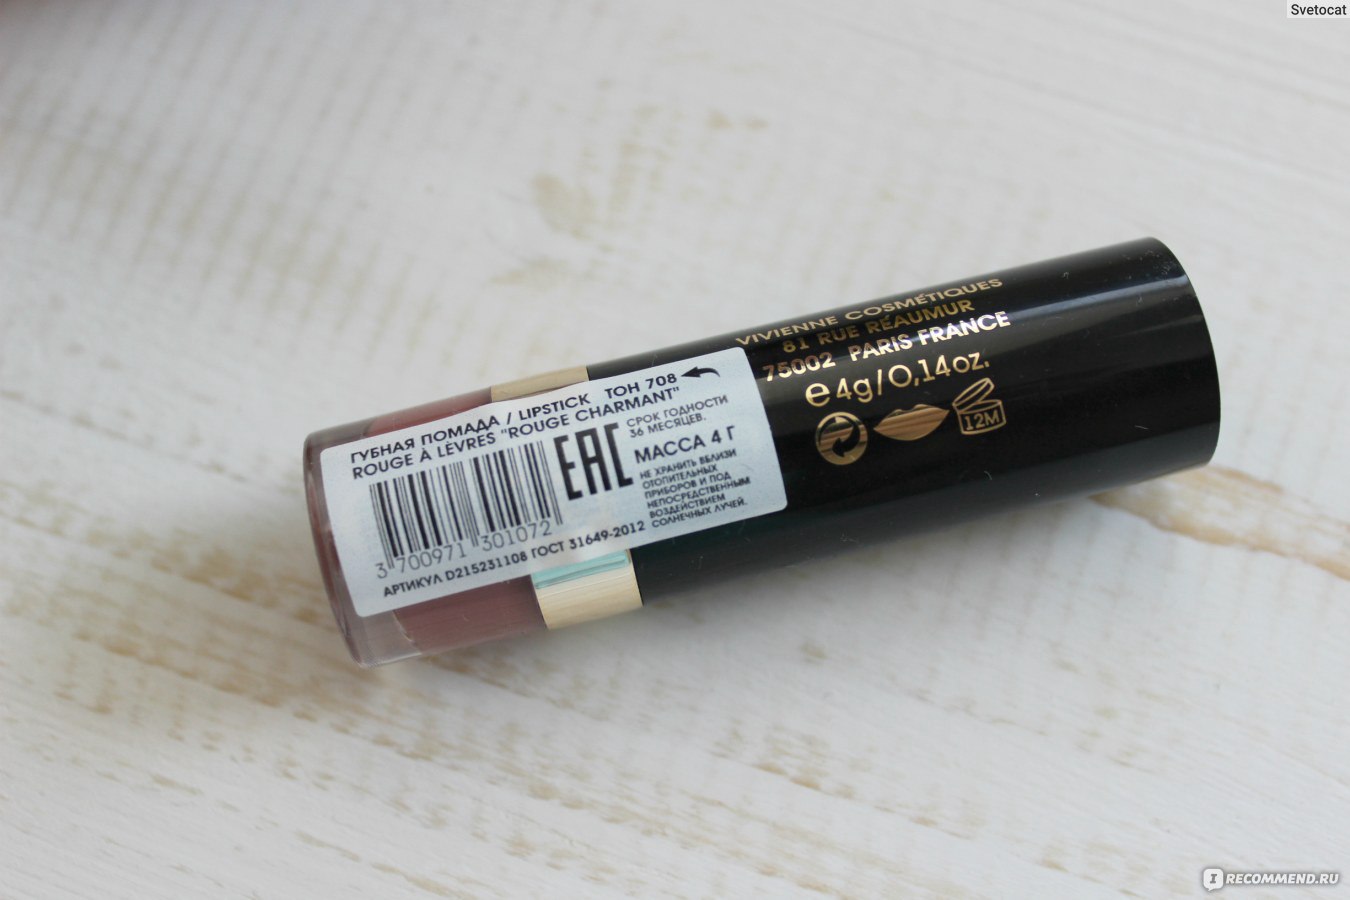 Svetocat
VIVIENNE COSMÉTIQUES
81 RUE RÉAUMUR
75002 PARIS FRANCE
℮ 4g/0,14oz.
12M
ГУБНАЯ ПОМАДА / LIPSTICK ТОН 708
ROUGE À LÈVRES "ROUGE CHARMANT"
EAC
СРОК ГОДНОСТИ
36 МЕСЯЦЕВ.
МАССА 4 Г
НЕ ХРАНИТЬ ВБЛИЗИ
ОТОПИТЕЛЬНЫХ
ПРИБОРОВ И ПОД
НЕПОСРЕДСТВЕННЫМ
ВОЗДЕЙСТВИЕМ
СОЛНЕЧНЫХ ЛУЧЕЙ.
3 700971 301072
АРТИКУЛ D215231108 ГОСТ 31649-2012
I RECOMMEND.RU